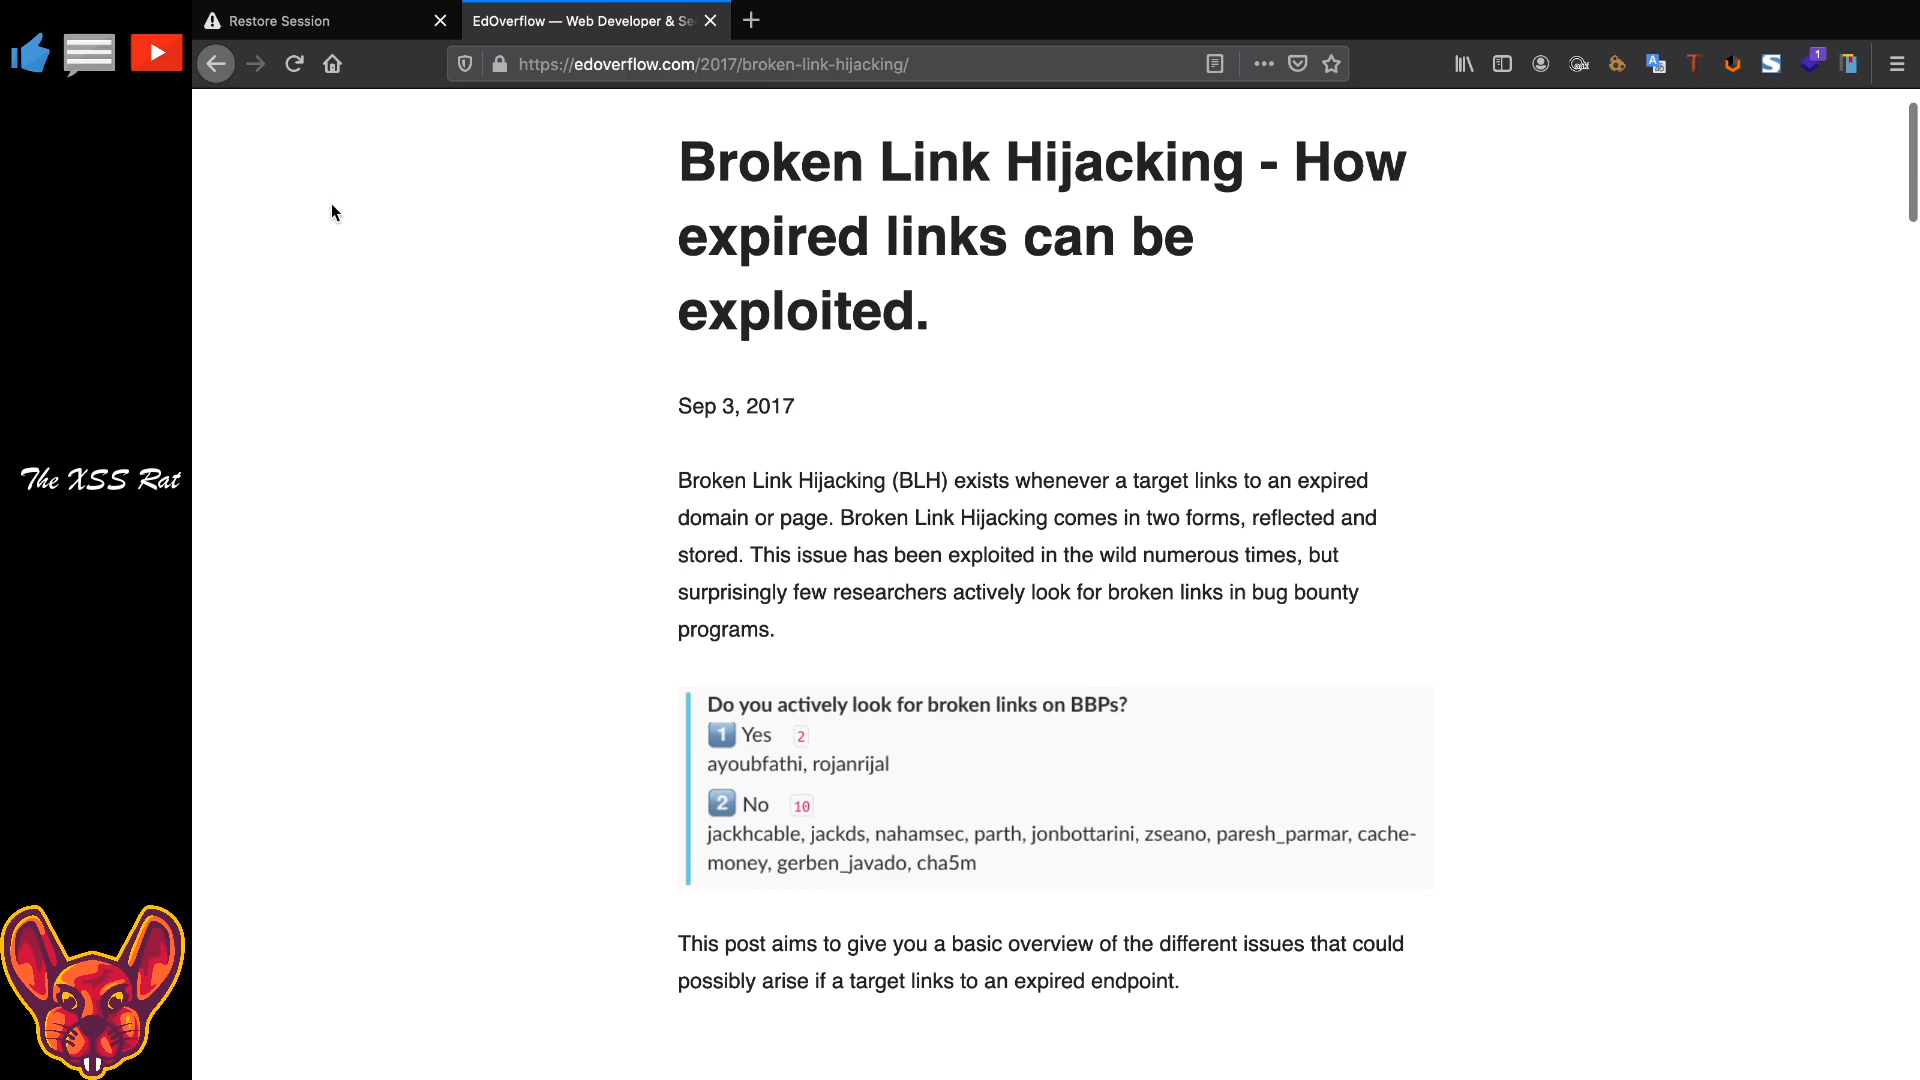 Restore Session
EdOverflow — Web Developer & Se
https://edoverflow.com/2017/broken-link-hijacking/
1
Broken Link Hijacking - How
expired links can be
exploited.
Sep 3, 2017
The XSS Rat
Broken Link Hijacking (BLH) exists whenever a target links to an expired
domain or page. Broken Link Hijacking comes in two forms, reflected and
stored. This issue has been exploited in the wild numerous times, but
surprisingly few researchers actively look for broken links in bug bounty
programs.
Do you actively look for broken links on BBPs?
1 Yes 2
ayoubfathi, rojanrijal
2 No 10
jackhcable, jackds, nahamsec, parth, jonbottarini, zseano, paresh_parmar, cache-
money, gerben_javado, cha5m
This post aims to give you a basic overview of the different issues that could
possibly arise if a target links to an expired endpoint.